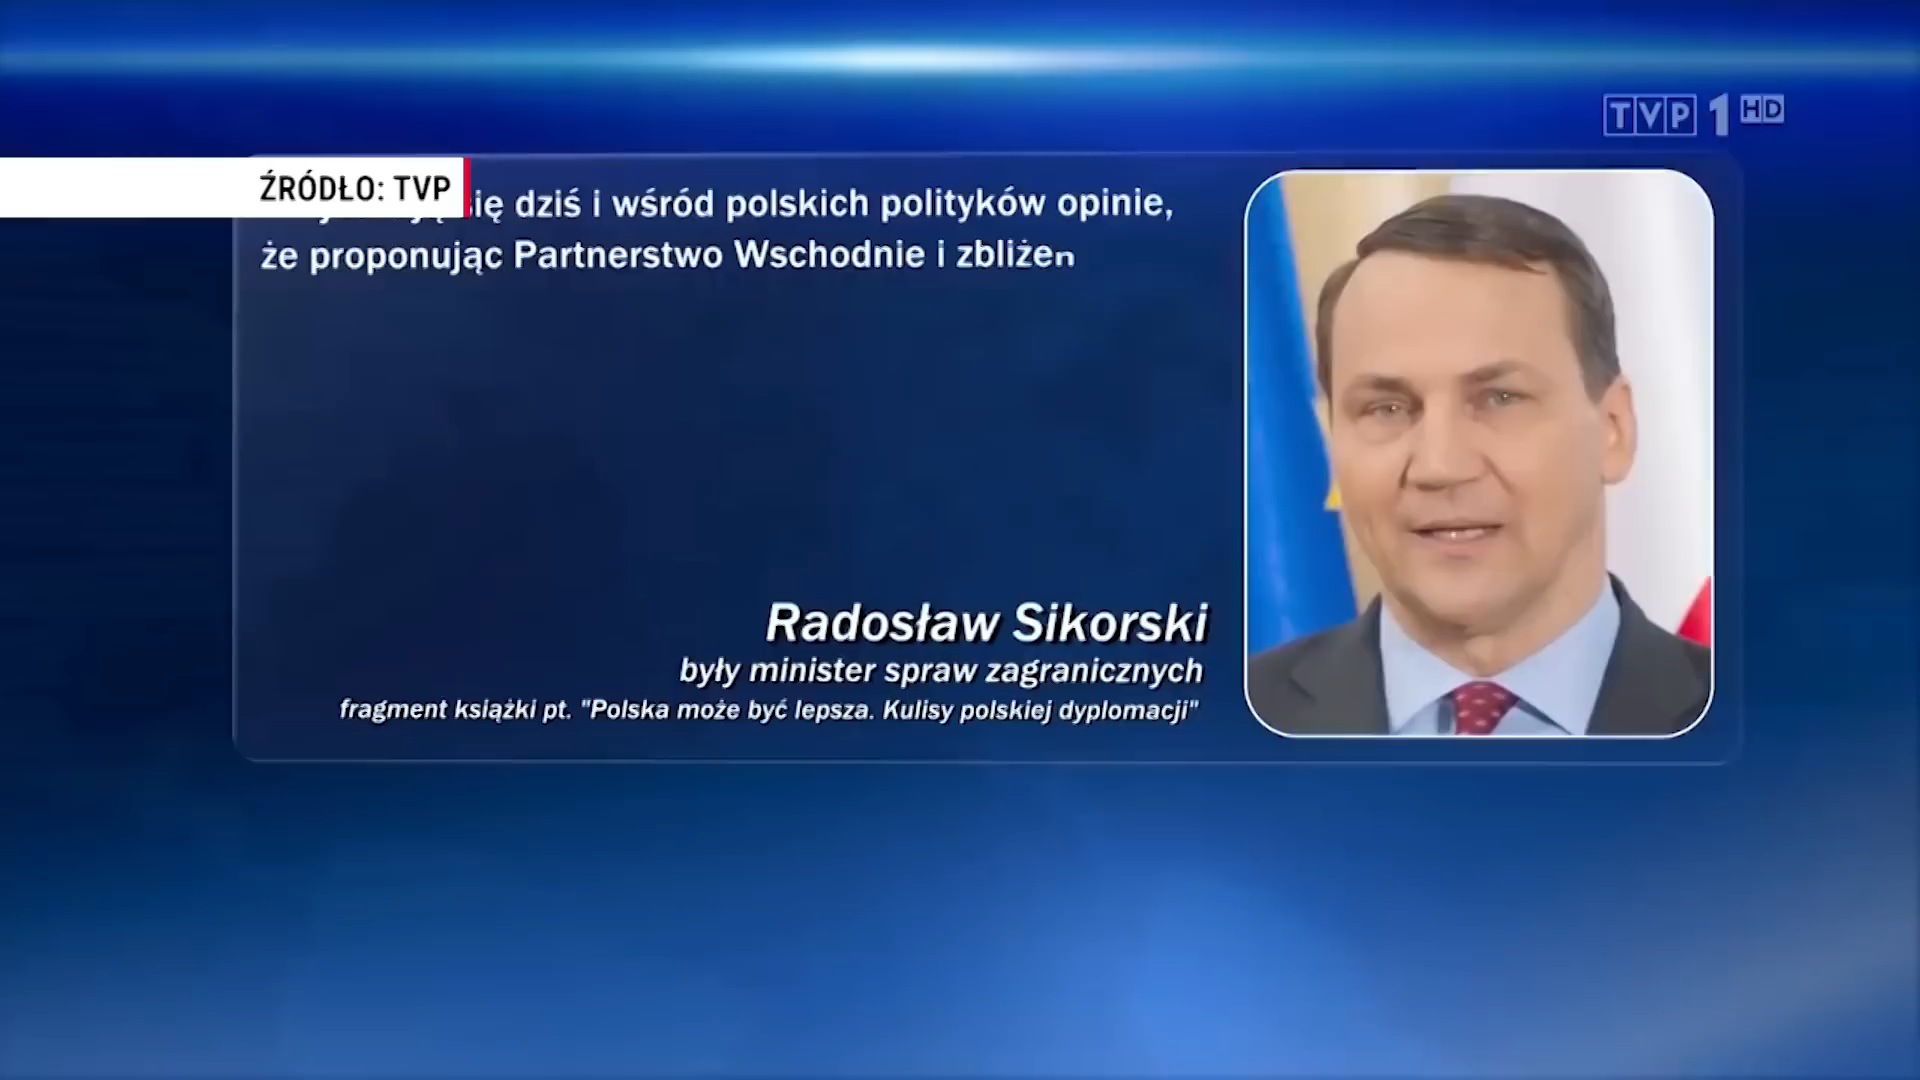 TVP 1 HD
ŹRÓDŁO: TVP
się dziś i wśród polskich polityków opinie,
że proponując Partnerstwo Wschodnie i zbliżen
Radosław Sikorski
były minister spraw zagranicznych
fragment książki pt. "Polska może być lepsza. Kulisy polskiej dyplomacji"